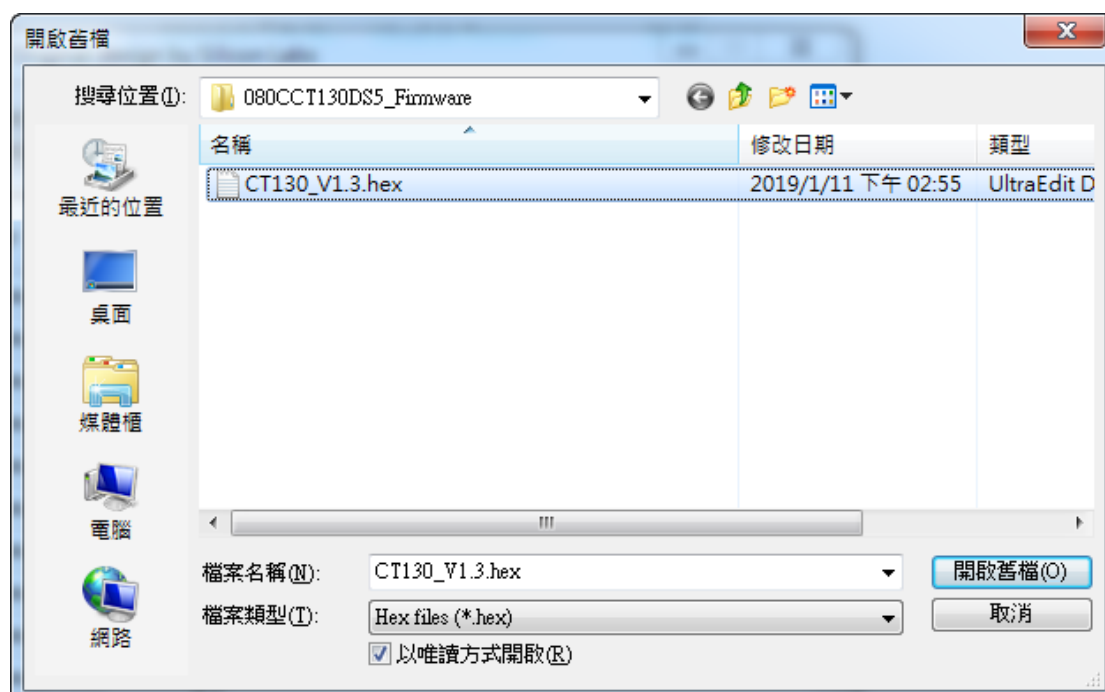 開啟舊檔
搜尋位置(I): 080CCT130DS5_Firmware
名稱 修改日期 類型
CT130_V1.3.hex 2019/1/11 下午 02:55 UltraEdit D
最近的位置
桌面
媒體櫃
電腦
網路
檔案名稱(N): CT130_V1.3.hex 開啟舊檔(O)
檔案類型(T): Hex files (*.hex) 取消
以唯讀方式開啟(R)